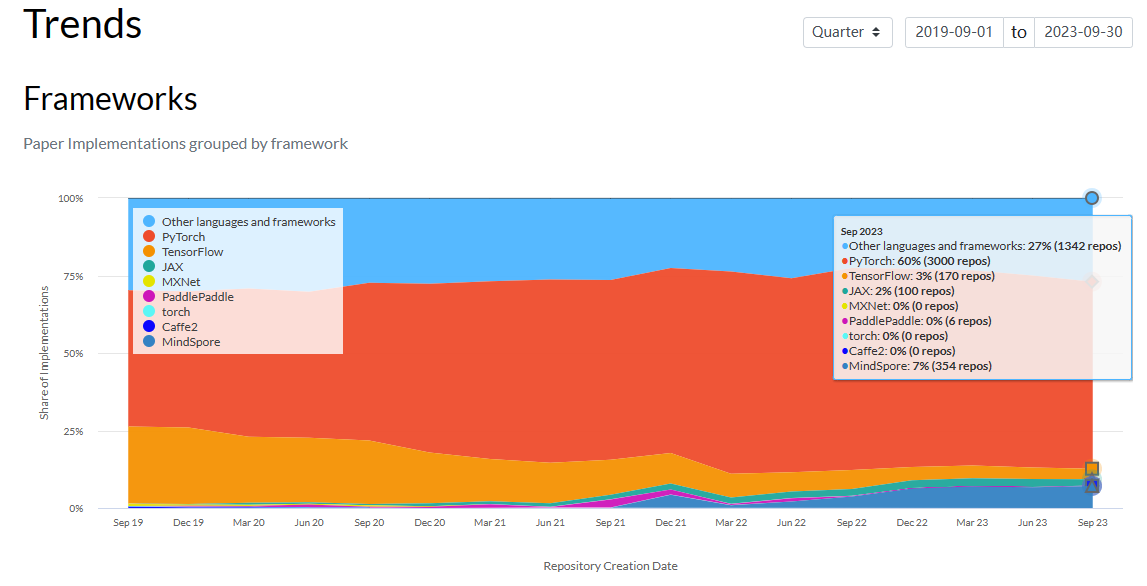 Trends
Quarter 2019-09-01 to 2023-09-30
Frameworks
Paper Implementations grouped by framework
Share of Implementations
100%
75%
50%
25%
0%
Other languages and frameworks
PyTorch
TensorFlow
JAX
MXNet
PaddlePaddle
torch
Caffe2
MindSpore
Sep 2023
Other languages and frameworks: 27% (1342 repos)
PyTorch: 60% (3000 repos)
TensorFlow: 3% (170 repos)
JAX: 2% (100 repos)
MXNet: 0% (0 repos)
PaddlePaddle: 0% (6 repos)
torch: 0% (0 repos)
Caffe2: 0% (0 repos)
MindSpore: 7% (354 repos)
Sep 19 Dec 19 Mar 20 Jun 20 Sep 20 Dec 20 Mar 21 Jun 21 Sep 21 Dec 21 Mar 22 Jun 22 Sep 22 Dec 22 Mar 23 Jun 23 Sep 23
Repository Creation Date